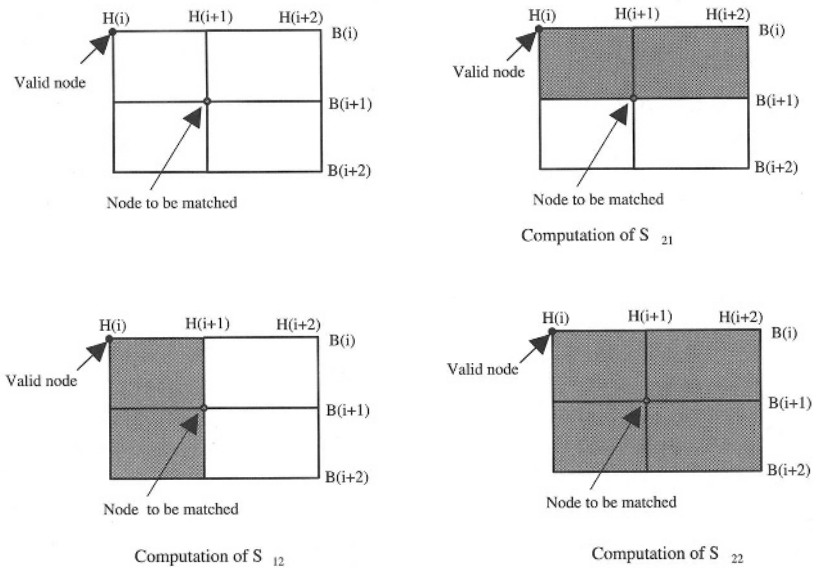 H(i) H(i+1) H(i+2)
B(i)
Valid node
B(i+1)
B(i+2)
Node to be matched
H(i) H(i+1) H(i+2)
B(i)
Valid node
B(i+1)
B(i+2)
Node to be matched
Computation of S 21
H(i) H(i+1) H(i+2)
B(i)
Valid node
B(i+1)
B(i+2)
Node to be matched
Computation of S 12
H(i) H(i+1) H(i+2)
B(i)
Valid node
B(i+1)
B(i+2)
Node to be matched
Computation of S 22